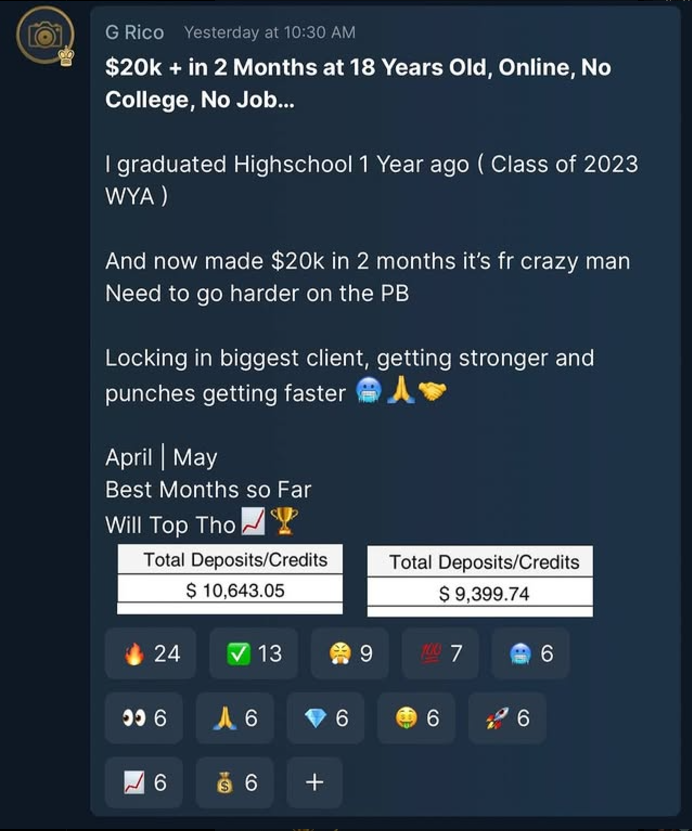 G Rico Yesterday at 10:30 AM
$20k + in 2 Months at 18 Years Old, Online, No
College, No Job...
I graduated Highschool 1 Year ago ( Class of 2023
WYA )
And now made $20k in 2 months it’s fr crazy man
Need to go harder on the PB
Locking in biggest client, getting stronger and
punches getting faster 🥶🙏🤝
April | May
Best Months so Far
Will Top Tho 📈🏆
Total Deposits/Credits Total Deposits/Credits
$ 10,643.05 $ 9,399.74
🔥 24 ✅ 13 😤 9 💯 7 🥶 6
👀 6 🙏 6 💎 6 🤑 6 🚀 6
📈 6 💰 6 +